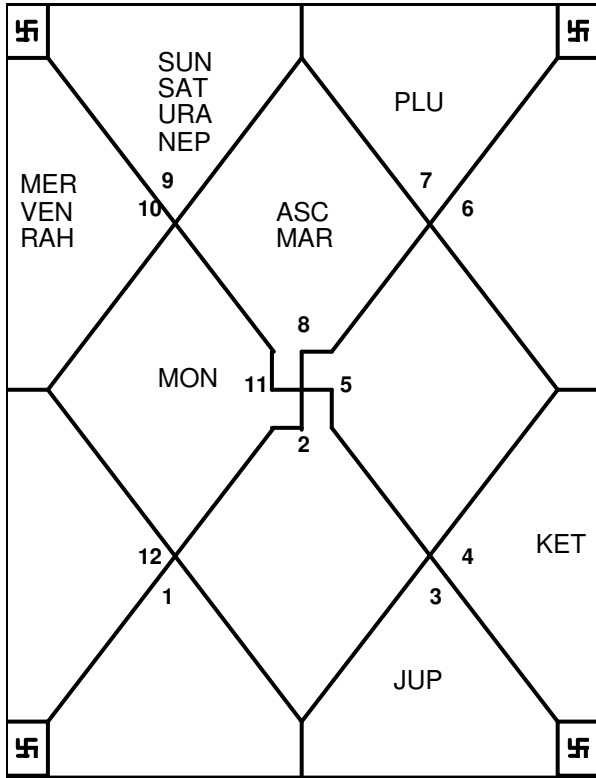 SUN
SAT
URA
NEP
PLU
9
7
MER
VEN
RAH
10
ASC
MAR
6
8
MON
11
5
2
12
4
KET
1
3
JUP